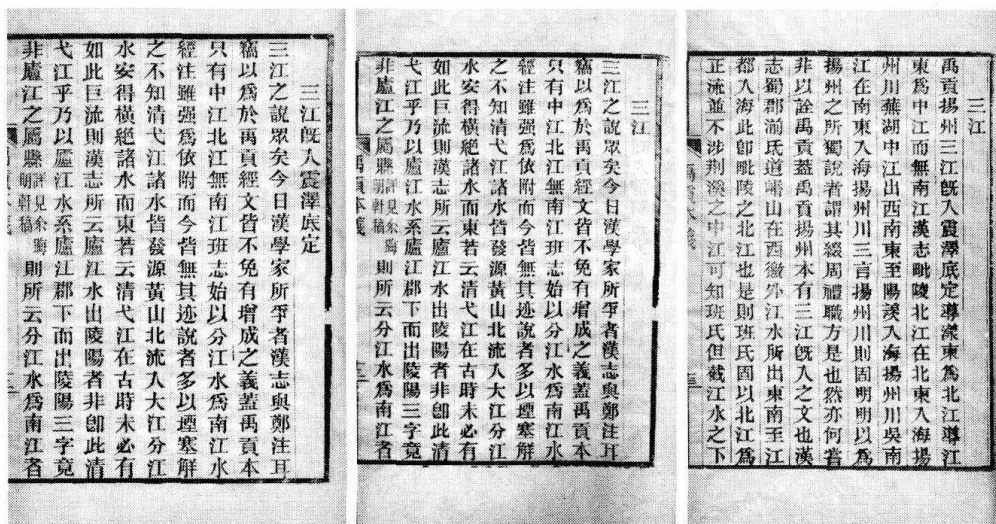 三江
禹貢揚州三江旣入震澤底定導漾東爲北江導江
東爲中江而無南江漢志毗陵北江在北東入海揚
州川蕪湖中江出西南東至陽羨入海揚州川吳南
江在南東入海揚州川三言揚州川則固明明以爲
揚州之所獨說者謂其綴周禮職方是也然亦何嘗
非以詮禹貢蓋禹貢揚州本有三江旣入之文也漢
志蜀郡湔氐道㟭山在西徼外江水所出東南至江
都入海此卽毗陵之北江也是則班氏固以北江爲
正流並不涉荆溪之中江可知班氏但截江水之下
三江
三江之說眾矣今日漢學家所爭者漢志與鄭注耳
竊以爲於禹貢經文皆不免有增成之義蓋禹貢本
只有中江北江無南江班志始以分江水爲南江水
經注雖强爲依附而今皆無其迹說者多以堙塞解
之不知清弋江諸水皆發源黃山北流入大江分江
水安得橫絕諸水而東若云清弋江在古時未必有
如此巨流則漢志所云廬江水出陵陽者非卽此清
弋江乎乃以廬江水系廬江郡下而出陵陽三字竟
非廬江之屬縣詳見余晦明軒稿則所云分江水爲南江者
禹貢本義
三江旣入震澤底定
三江之說眾矣今日漢學家所爭者漢志與鄭注耳
竊以爲於禹貢經文皆不免有增成之義蓋禹貢本
只有中江北江無南江班志始以分江水爲南江水
經注雖强爲依附而今皆無其迹說者多以堙塞解
之不知清弋江諸水皆發源黃山北流入大江分江
水安得橫絕諸水而東若云清弋江在古時未必有
如此巨流則漢志所云廬江水出陵陽者非卽此清
弋江乎乃以廬江水系廬江郡下而出陵陽三字竟
非廬江之屬縣詳見余晦明軒稿則所云分江水爲南江者